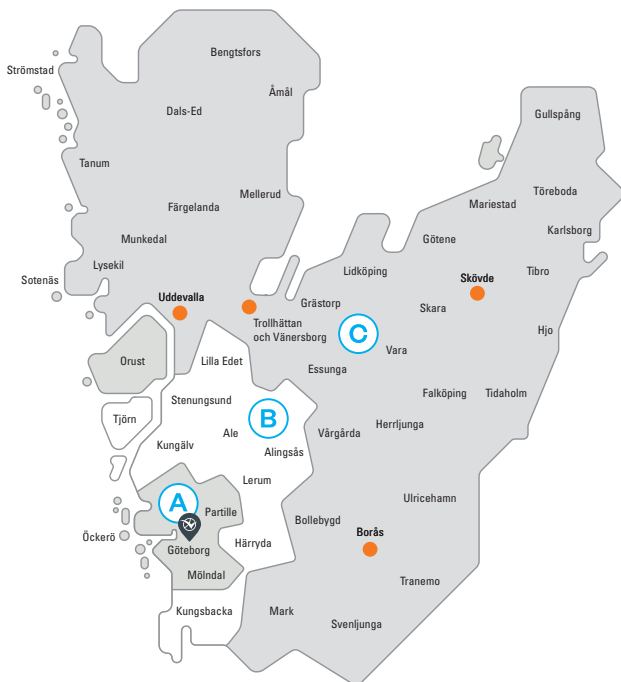 Bengtsfors
Strömstad
Åmål
Dals-Ed
Gullspång
Tanum
Töreboda
Mellerud
Mariestad
Färgelanda
Karlsborg
Munkedal
Götene
Lysekil
Lidköping
Tibro
Sotenäs
Skövde
Uddevalla
Grästorp
Skara
Trollhättan
och Vänersborg
C
Hjo
Vara
Orust
Lilla Edet
Essunga
Falköping
Tidaholm
Stenungsund
B
Tjörn
Herrljunga
Ale
Vårgårda
Kungälv
Alingsås
Lerum
A
Ulricehamn
Partille
Bollebygd
Borås
Öckerö
Härryda
Göteborg
Mölndal
Tranemo
Kungsbacka
Mark
Svenljunga